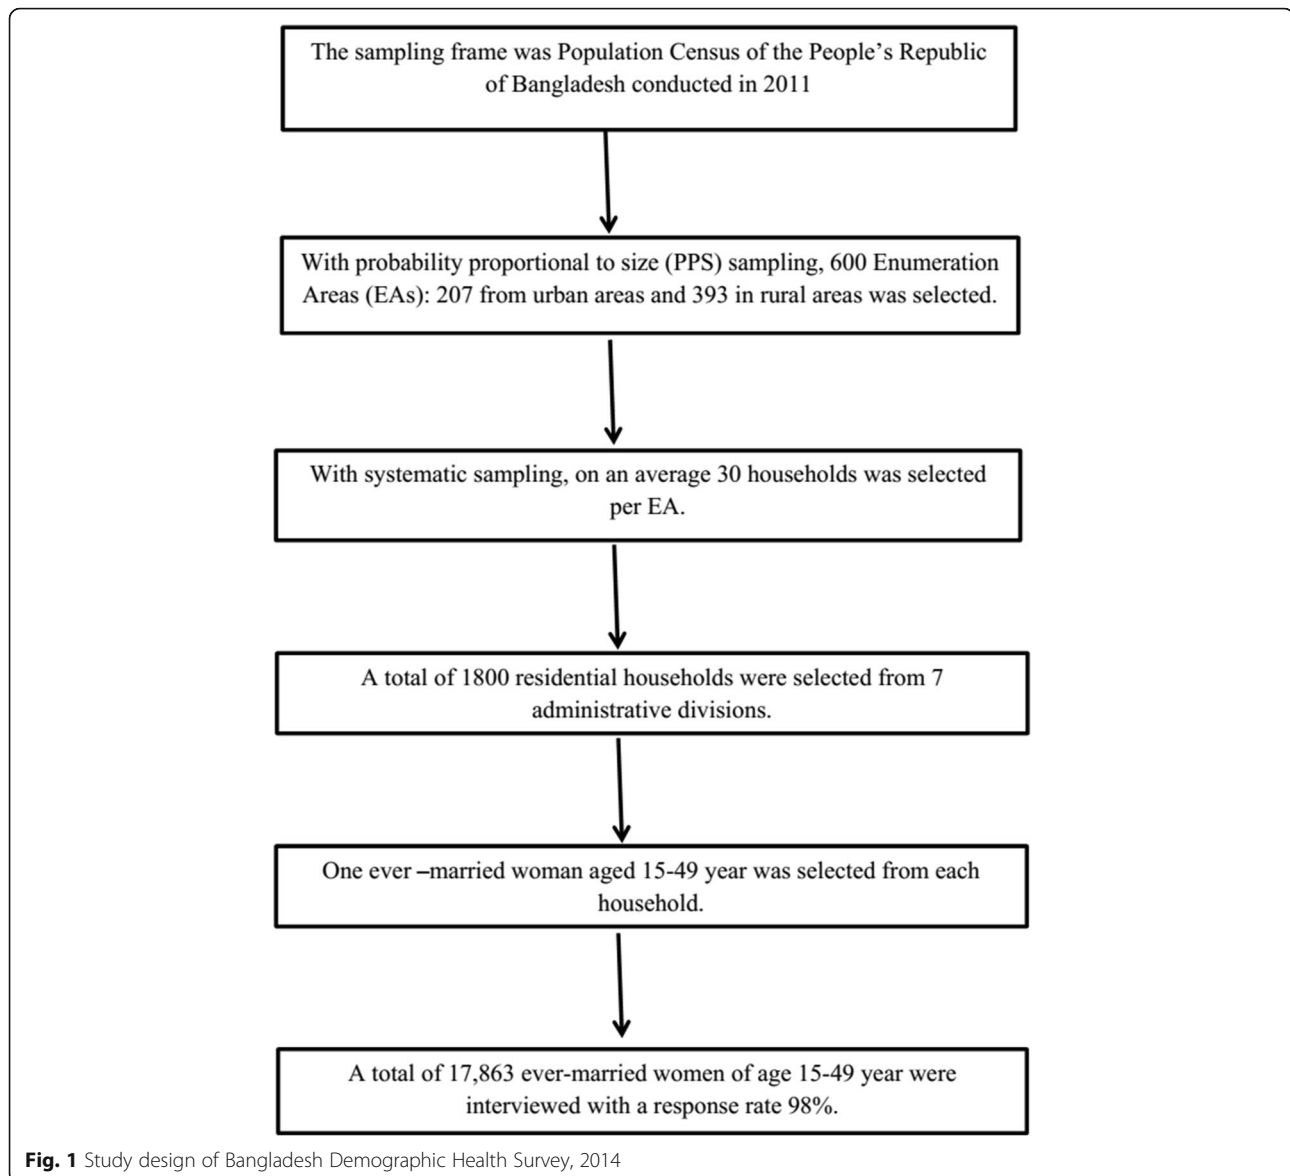 The sampling frame was Population Census of the People’s Republic
of Bangladesh conducted in 2011
With probability proportional to size (PPS) sampling, 600 Enumeration
Areas (EAs): 207 from urban areas and 393 in rural areas was selected.
With systematic sampling, on an average 30 households was selected
per EA.
A total of 1800 residential households were selected from 7
administrative divisions.
One ever –married woman aged 15-49 year was selected from each
household.
A total of 17,863 ever-married women of age 15-49 year were
interviewed with a response rate 98%.
Fig. 1 Study design of Bangladesh Demographic Health Survey, 2014